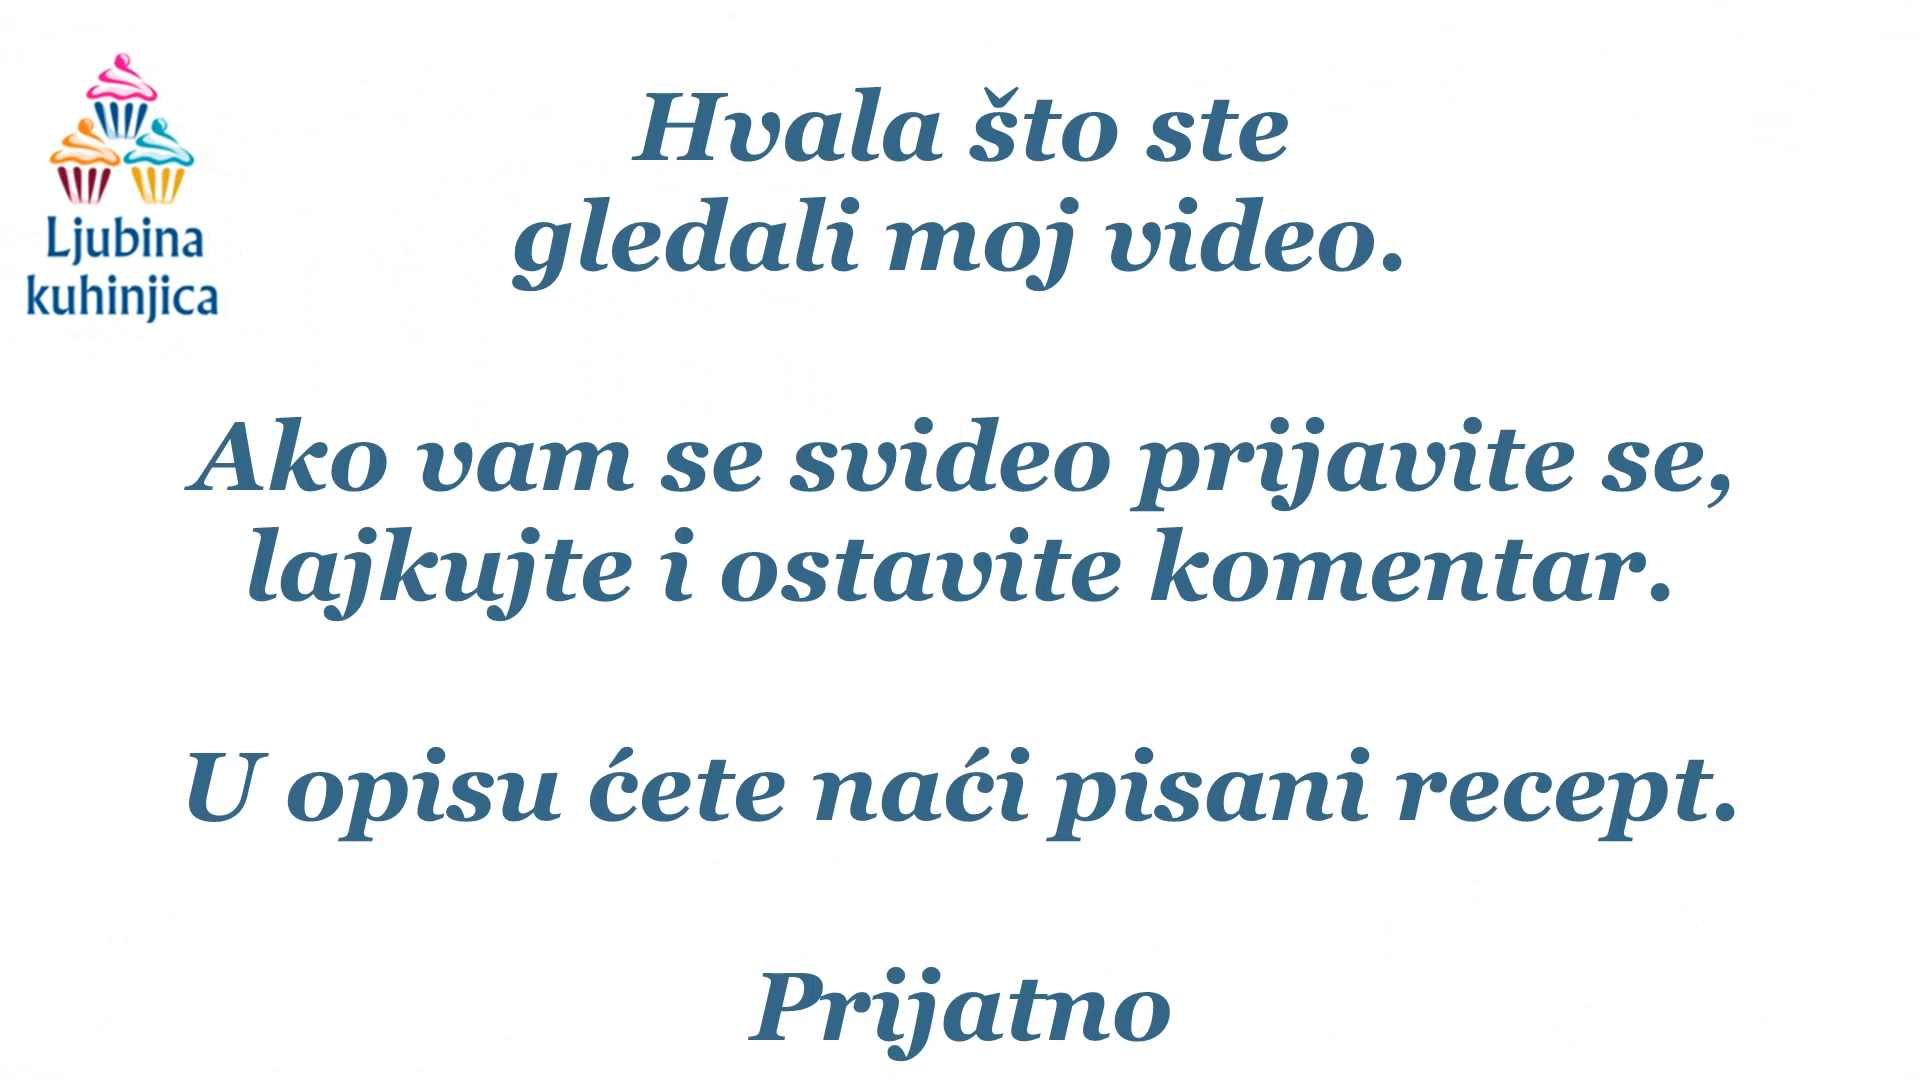 Ljubina
kuhinjica
Hvala što ste
gledali moj video.
Ako vam se svideo prijavite se,
lajkujte i ostavite komentar.
U opisu ćete naći pisani recept.
Prijatno